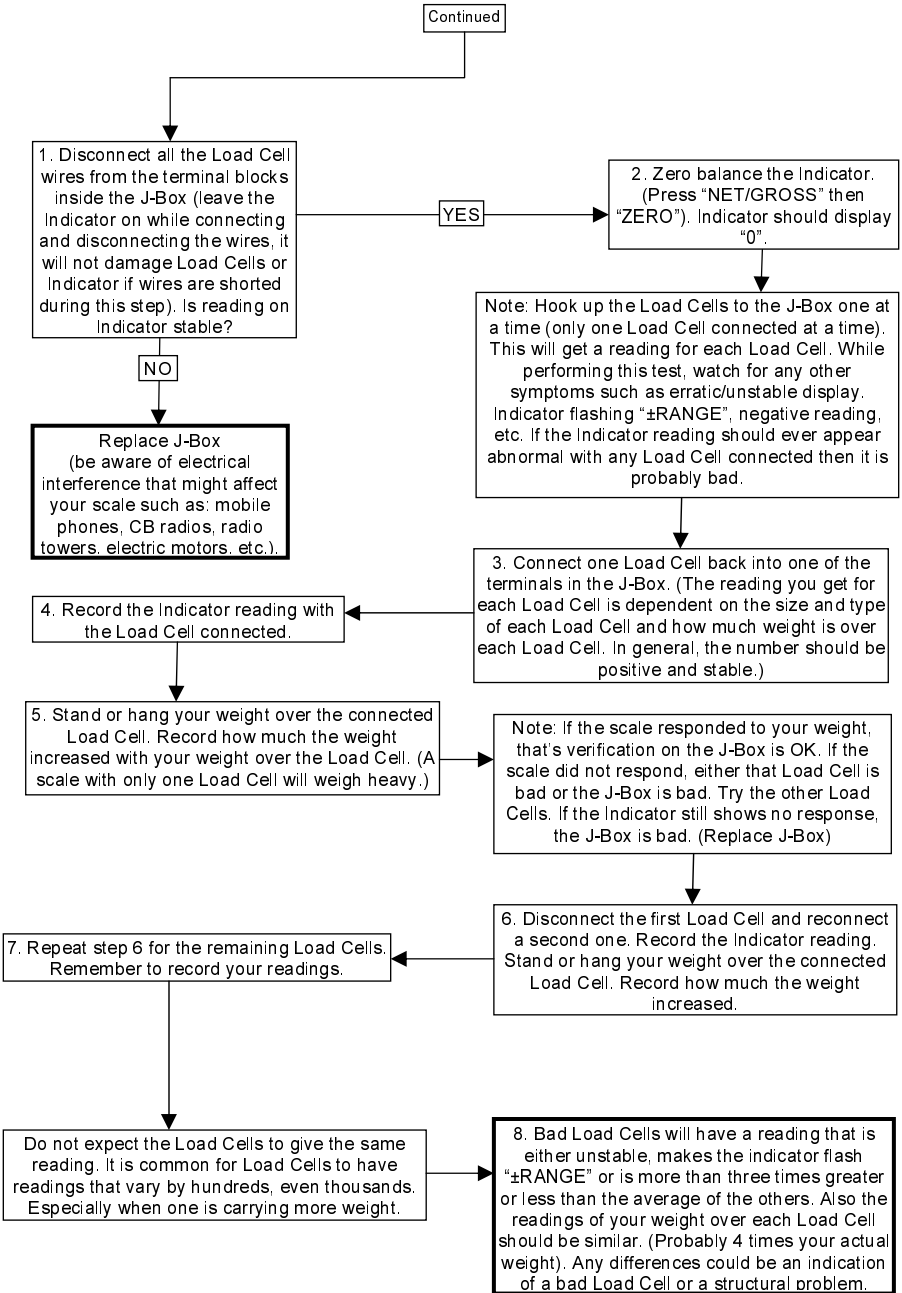 Continued
1. Disconnect all the Load Cell
wires from the terminal blocks
inside the J-Box (leave the
Indicator on while connecting
and disconnecting the wires, it
will not damage Load Cells or
Indicator if wires are shorted
during this step). Is reading on
Indicator stable?
YES
2. Zero balance the Indicator.
(Press “NET/GROSS” then
“ZERO”). Indicator should display
“0”.
NO
Replace J-Box
(be aware of electrical
interference that might affect
your scale such as: mobile
phones, CB radios, radio
towers, electric motors, etc.).
Note: Hook up the Load Cells to the J-Box one at
a time (only one Load Cell connected at a time).
This will get a reading for each Load Cell. While
performing this test, watch for any other
symptoms such as erratic/unstable display.
Indicator flashing “±RANGE”, negative reading,
etc. If the Indicator reading should ever appear
abnormal with any Load Cell connected then it is
probably bad.
3. Connect one Load Cell back into one of the
terminals in the J-Box. (The reading you get for
each Load Cell is dependent on the size and type
of each Load Cell and how much weight is over
each Load Cell. In general, the number should be
positive and stable.)
4. Record the Indicator reading with
the Load Cell connected.
5. Stand or hang your weight over the connected
Load Cell. Record how much the weight
increased with your weight over the Load Cell. (A
scale with only one Load Cell will weigh heavy.)
Note: If the scale responded to your weight,
that’s verification on the J-Box is OK. If the
scale did not respond, either that Load Cell is
bad or the J-Box is bad. Try the other Load
Cells. If the Indicator still shows no response,
the J-Box is bad. (Replace J-Box)
6. Disconnect the first Load Cell and reconnect
a second one. Record the Indicator reading.
Stand or hang your weight over the connected
Load Cell. Record how much the weight
increased.
7. Repeat step 6 for the remaining Load Cells.
Remember to record your readings.
Do not expect the Load Cells to give the same
reading. It is common for Load Cells to have
readings that vary by hundreds, even thousands.
Especially when one is carrying more weight.
8. Bad Load Cells will have a reading that is
either unstable, makes the indicator flash
“±RANGE” or is more than three times greater
or less than the average of the others. Also the
readings of your weight over each Load Cell
should be similar. (Probably 4 times your actual
weight). Any differences could be an indication
of a bad Load Cell or a structural problem.